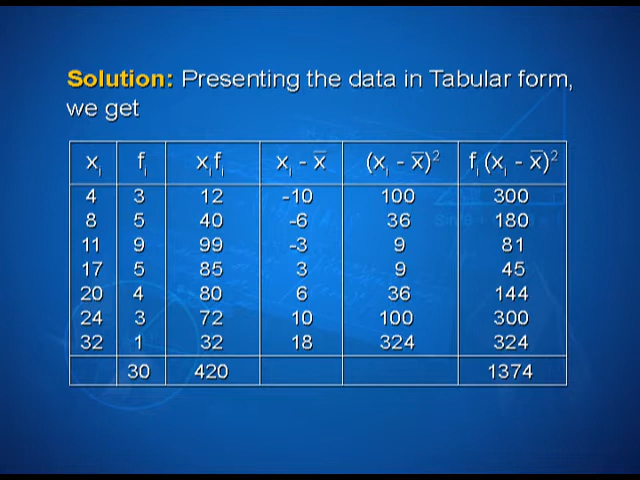 Solution: Presenting the data in Tabular form,
we get
xᵢ fᵢ xᵢfᵢ xᵢ - x̅ (xᵢ - x̅)² fᵢ (xᵢ - x̅)²
4 3 12 -10 100 300
8 5 40 -6 36 180
11 9 99 -3 9 81
17 5 85 3 9 45
20 4 80 6 36 144
24 3 72 10 100 300
32 1 32 18 324 324
30 420 1374